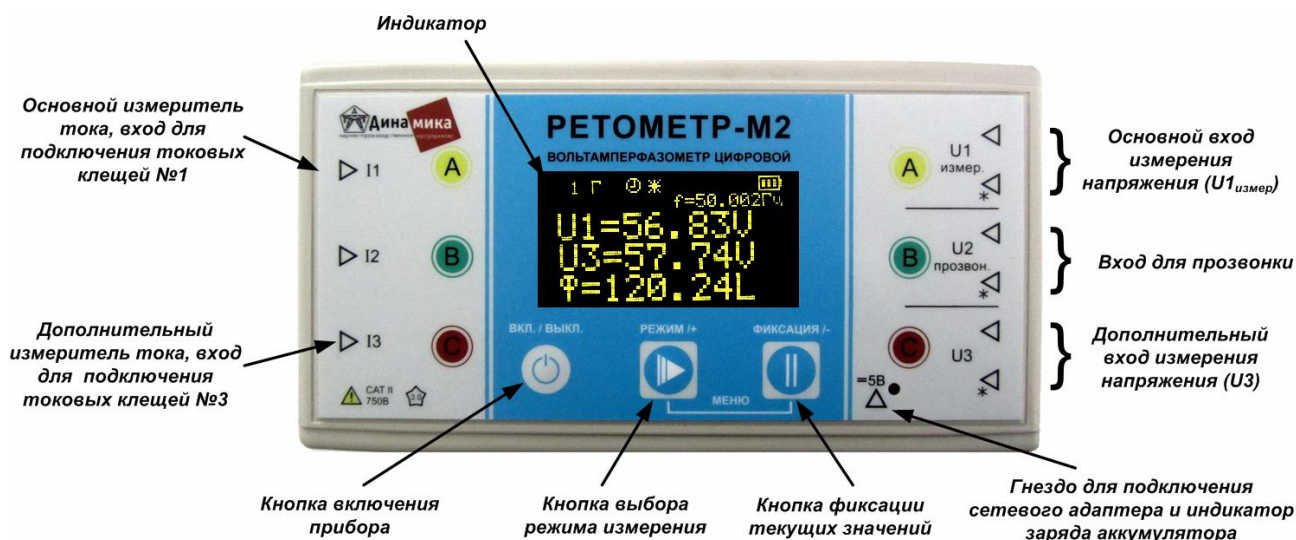 Индикатор
Основной измеритель
тока, вход для
подключения токовых
клещей №1
Дополнительный
измеритель тока, вход
для подключения
токовых клещей №3
Динамика
I1
A
I2
B
I3
C
CAT II
750В
3.0
РЕТОМЕТР-М2
ВОЛЬТАМПЕРФАЗОМЕТР ЦИФРОВОЙ
1 Г
f=50.002Гц
U1=56.83V
U3=57.74V
φ=120.24L
ВКЛ. / ВЫКЛ.
РЕЖИМ /+
ФИКСАЦИЯ /-
МЕНЮ
A
U1
измер.
*
B
U2
прозвон.
*
C
U3
*
=5В
Основной вход
измерения
напряжения (U1измер)
Вход для прозвонки
Дополнительный
вход измерения
напряжения (U3)
Кнопка включения
прибора
Кнопка выбора
режима измерения
Кнопка фиксации
текущих значений
Гнездо для подключения
сетевого адаптера и индикатор
заряда аккумулятора